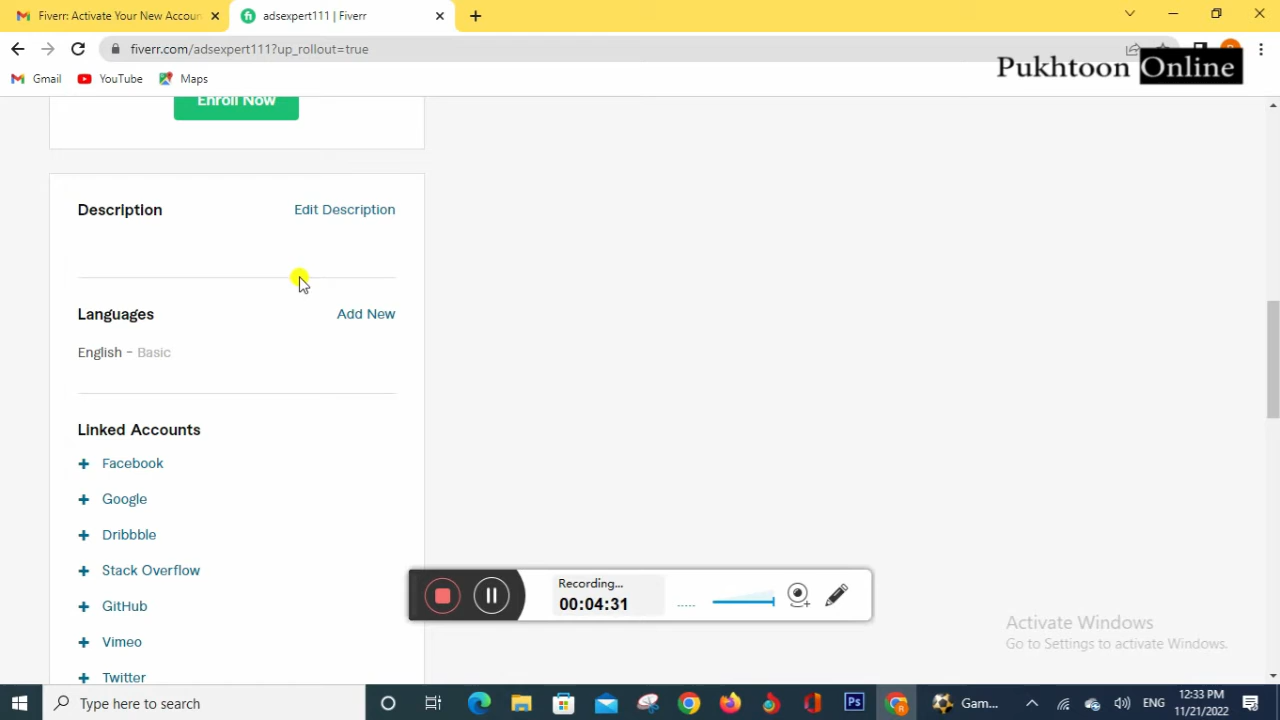 Fiverr: Activate Your New Accoun
adsexpert111 | Fiverr
fiverr.com/adsexpert111?up_rollout=true
Gmail
YouTube
Maps
Pukhtoon Online
Enroll Now
Description
Edit Description
Languages
Add New
English - Basic
Linked Accounts
Facebook
Google
Dribbble
Stack Overflow
GitHub
Vimeo
Twitter
Recording...
00:04:31
Activate Windows
Go to Settings to activate Windows.
Type here to search
Ps
Gam...
ENG
12:33 PM
11/21/2022